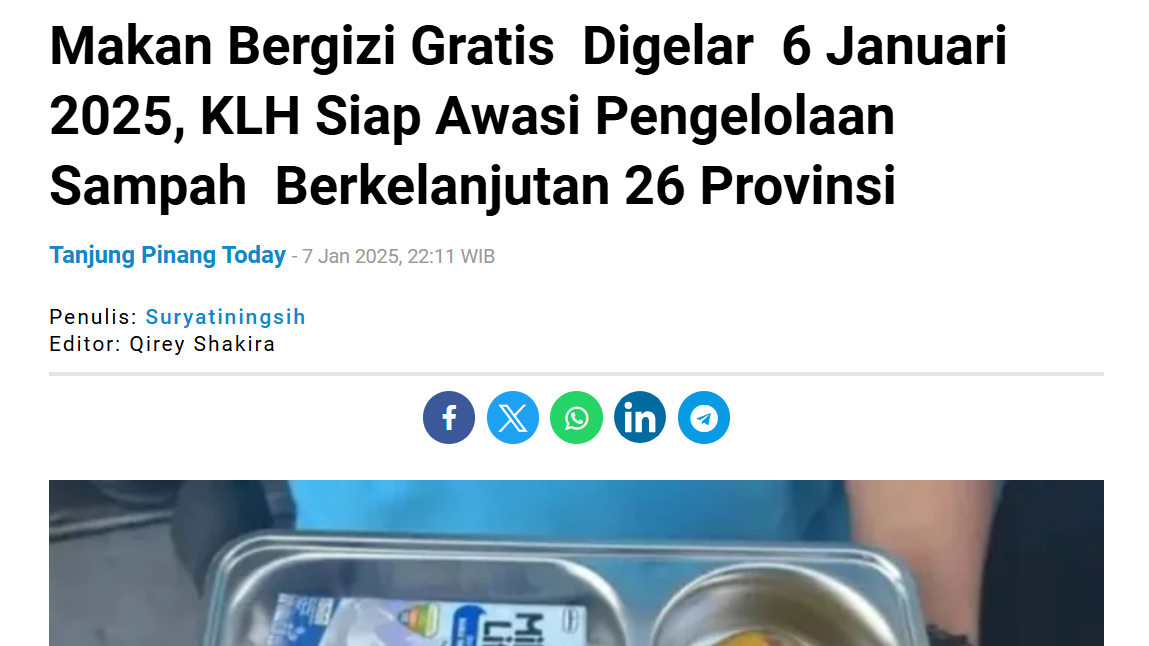 Makan Bergizi Gratis  Digelar  6 Januari
2025, KLH Siap Awasi Pengelolaan
Sampah  Berkelanjutan 26 Provinsi
Tanjung Pinang Today - 7 Jan 2025, 22:11 WIB
Penulis: Suryatiningsih
Editor: Qirey Shakira